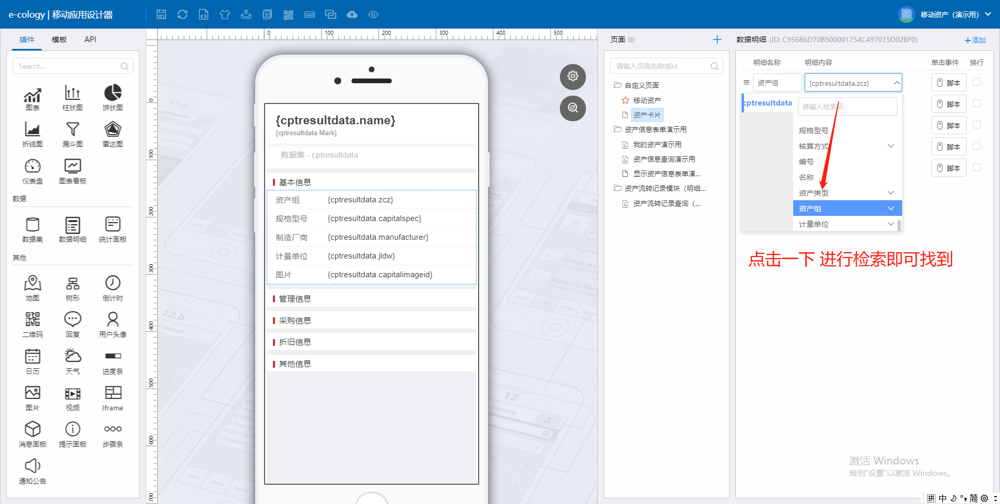 e-cology | 移动应用设计器
移动资产（演示用）
插件
模板
API
Search...
图表
柱状图
饼状图
折线图
漏斗图
雷达图
仪表盘
图表看板
数据
数据集
数据明细
统计面板
其他
地图
树形
倒计时
二维码
回复
用户头像
日历
天气
进度条
图片
视频
Iframe
消息面板
提示面板
步骤条
通知公告
0
100
200
300
400
500
0
100
200
300
400
500
600
700
{cptresultdata.name}
{cptresultdata.Mark}
数据集 - cptresultdata
基本信息
资产组 {cptresultdata.zcz}
规格型号 {cptresultdata.capitalspec}
制造厂商 {cptresultdata.manufacturer}
计量单位 {cptresultdata.jldw}
图片 {cptresultdata.capitalimageid}
管理信息
采购信息
折旧信息
其他信息
页面 ID
请输入页面名称或id
自定义页面
移动资产
资产卡片
资产信息表单演示用
我的资产演示用
资产信息查询演示用
显示资产信息表单演...
资产流转记录模块（明细...
资产流转记录查询（...
数据明细 (ID: C956B6D70B500001754C497015D02BF0)
+添加
明细名称 明细内容 单击事件 换行
资产组 {cptresultdata.zcz} 脚本
脚本
脚本
脚本
脚本
cptresultdata
请输入检索项
规格型号
核算方式
编号
名称
资产类型
资产组
计量单位
点击一下 进行检索即可找到
激活 Windows
转到"设置"以激活 Windows。
拼 中 简